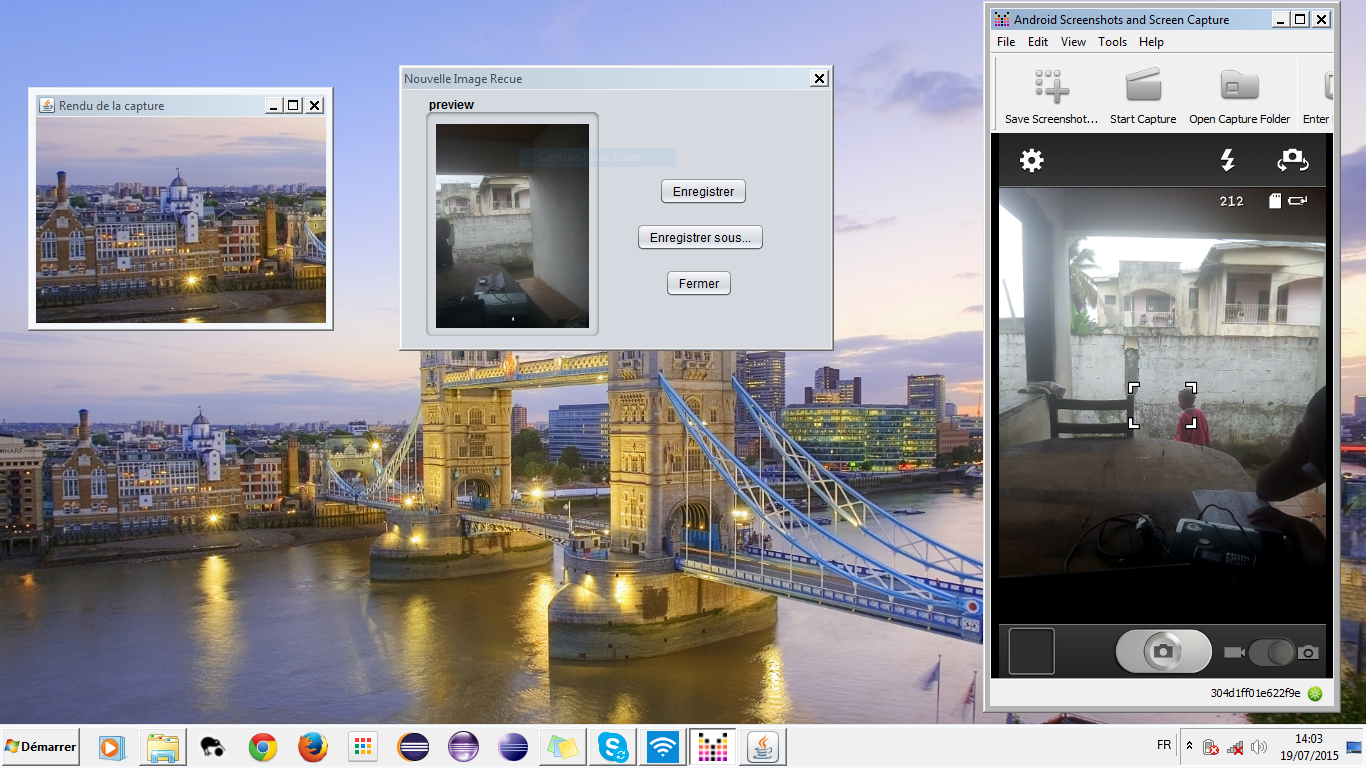 Rendu de la capture
Nouvelle Image Recue
preview
Capture Plein écran
Enregistrer
Enregistrer sous...
Fermer
Android Screenshots and Screen Capture
File Edit View Tools Help
Save Screenshot... Start Capture Open Capture Folder Enter
212
304d1ff01e622f9e
Démarrer
FR
14:03
19/07/2015